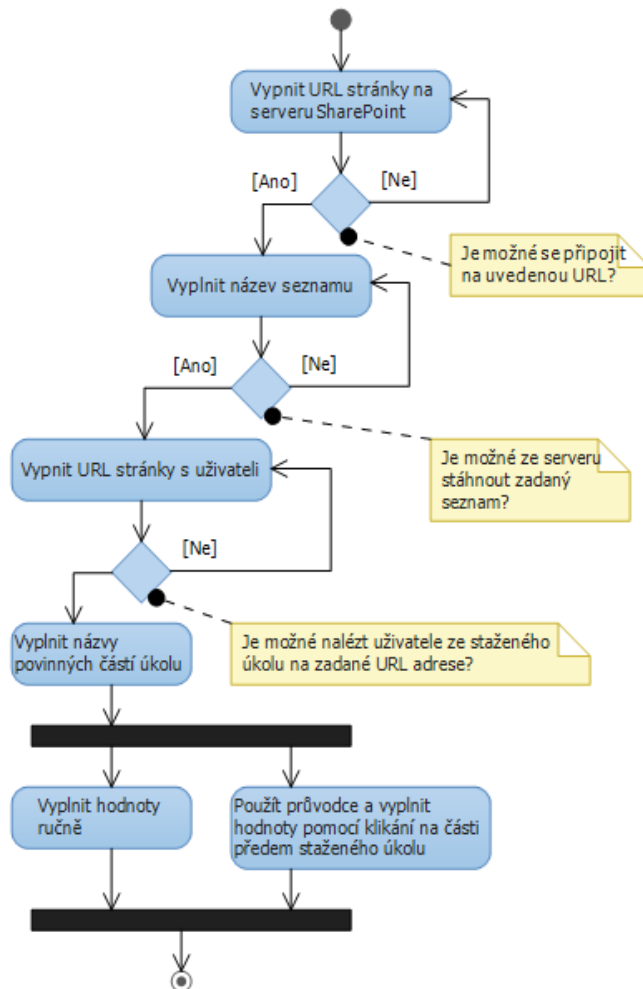 Vypnit URL stránky na
serveru SharePoint
[Ano]
[Ne]
Je možné se připojit
na uvedenou URL?
Vyplnit název seznamu
[Ano]
[Ne]
Je možné ze serveru
stáhnout zadaný
seznam?
Vypnit URL stránky s uživateli
[Ne]
Vyplnit názvy
povinných částí úkolu
Je možné nalézt uživatele ze staženého
úkolu na zadané URL adrese?
Vyplnit hodnoty
ručně
Použít průvodce a vyplnit
hodnoty pomocí klikání na části
předem staženého úkolu